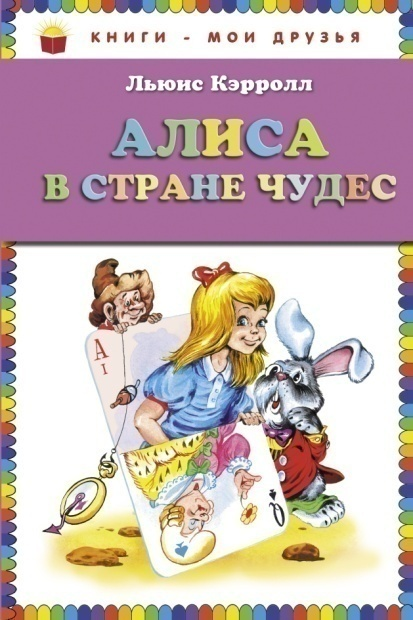 КНИГИ - МОИ ДРУЗЬЯ
Льюис Кэрролл
АЛИСА
В СТРАНЕ ЧУДЕС
А
I
Q